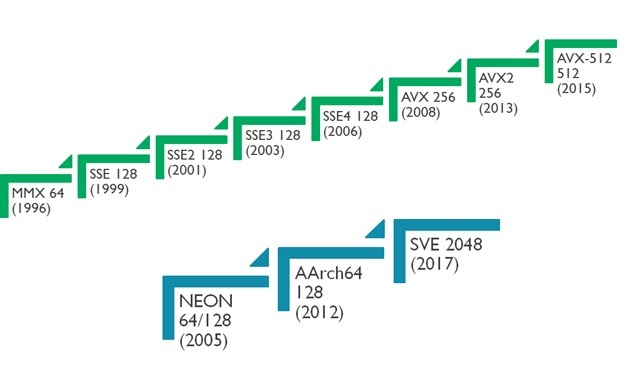 MMX 64
(1996)
SSE 128
(1999)
SSE2 128
(2001)
SSE3 128
(2003)
SSE4 128
(2006)
AVX 256
(2008)
AVX2
256
(2013)
AVX-512
512
(2015)
NEON
64/128
(2005)
AArch64
128
(2012)
SVE 2048
(2017)